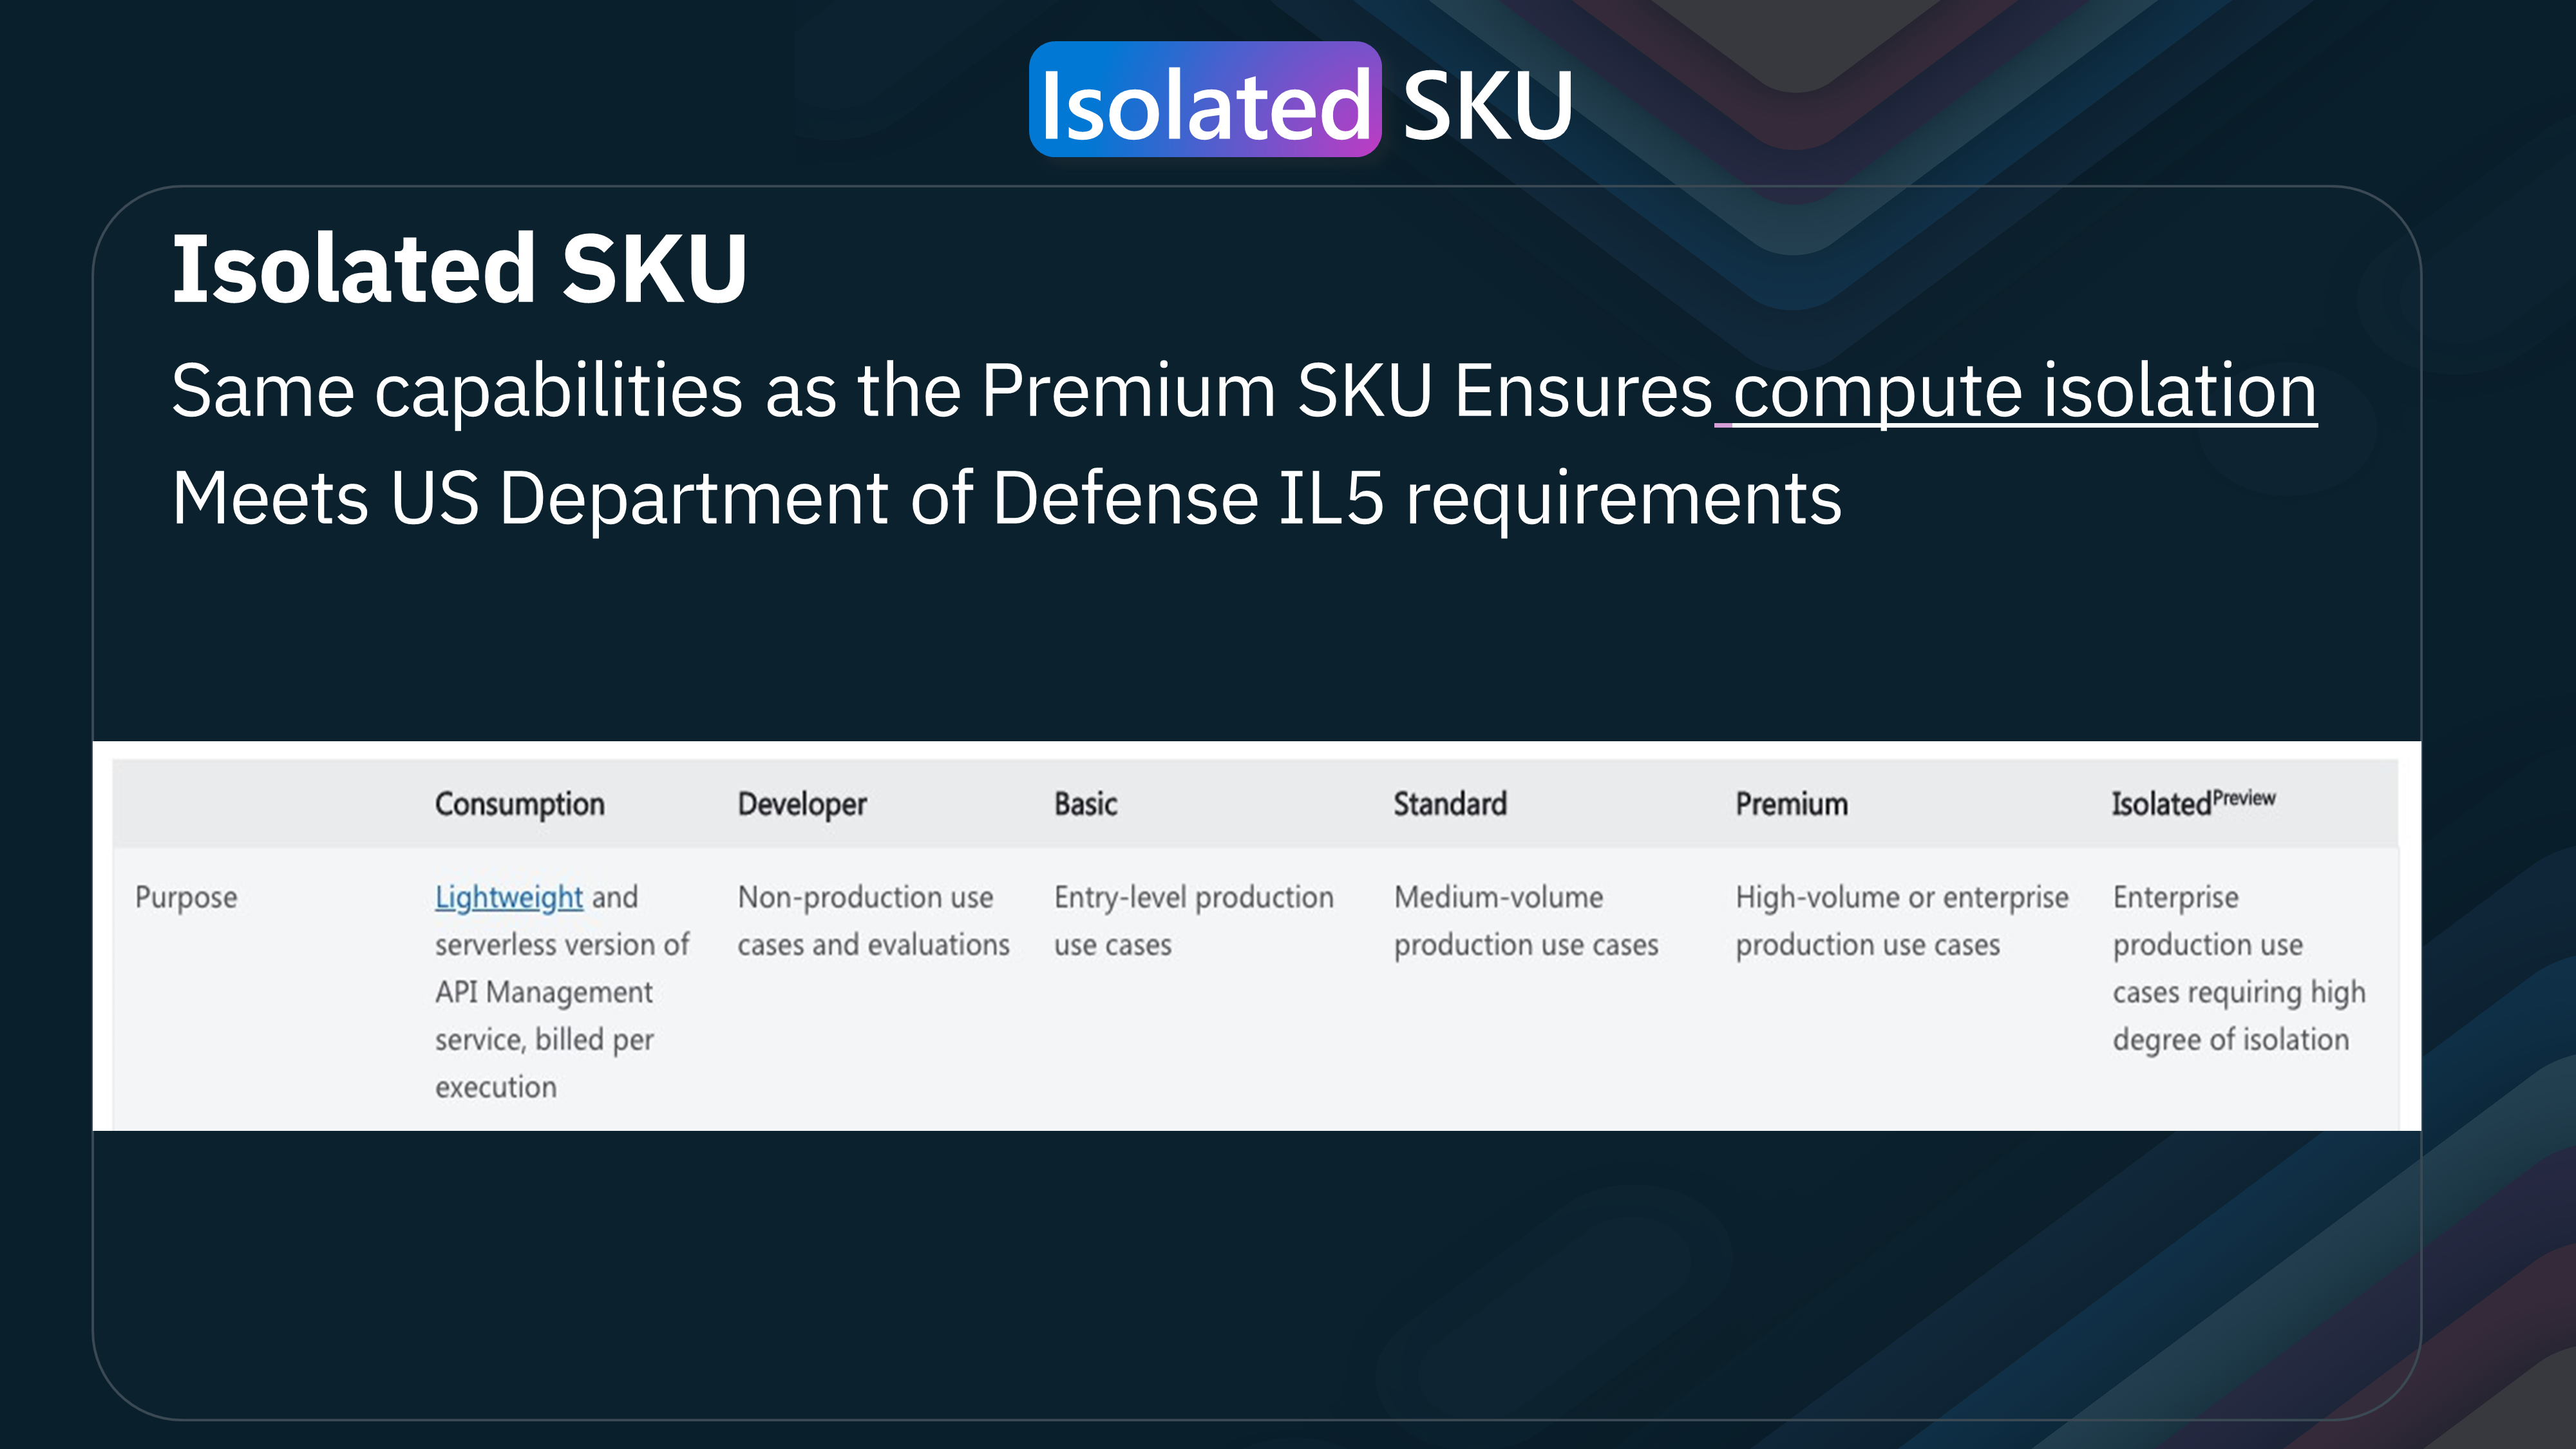 Isolated SKU
Isolated SKU
Same capabilities as the Premium SKU Ensures compute isolation
Meets US Department of Defense IL5 requirements
Consumption Developer Basic Standard Premium IsolatedPreview
Purpose
Lightweight and
serverless version of
API Management
service, billed per
execution
Non-production use
cases and evaluations
Entry-level production
use cases
Medium-volume
production use cases
High-volume or enterprise
production use cases
Enterprise
production use
cases requiring high
degree of isolation